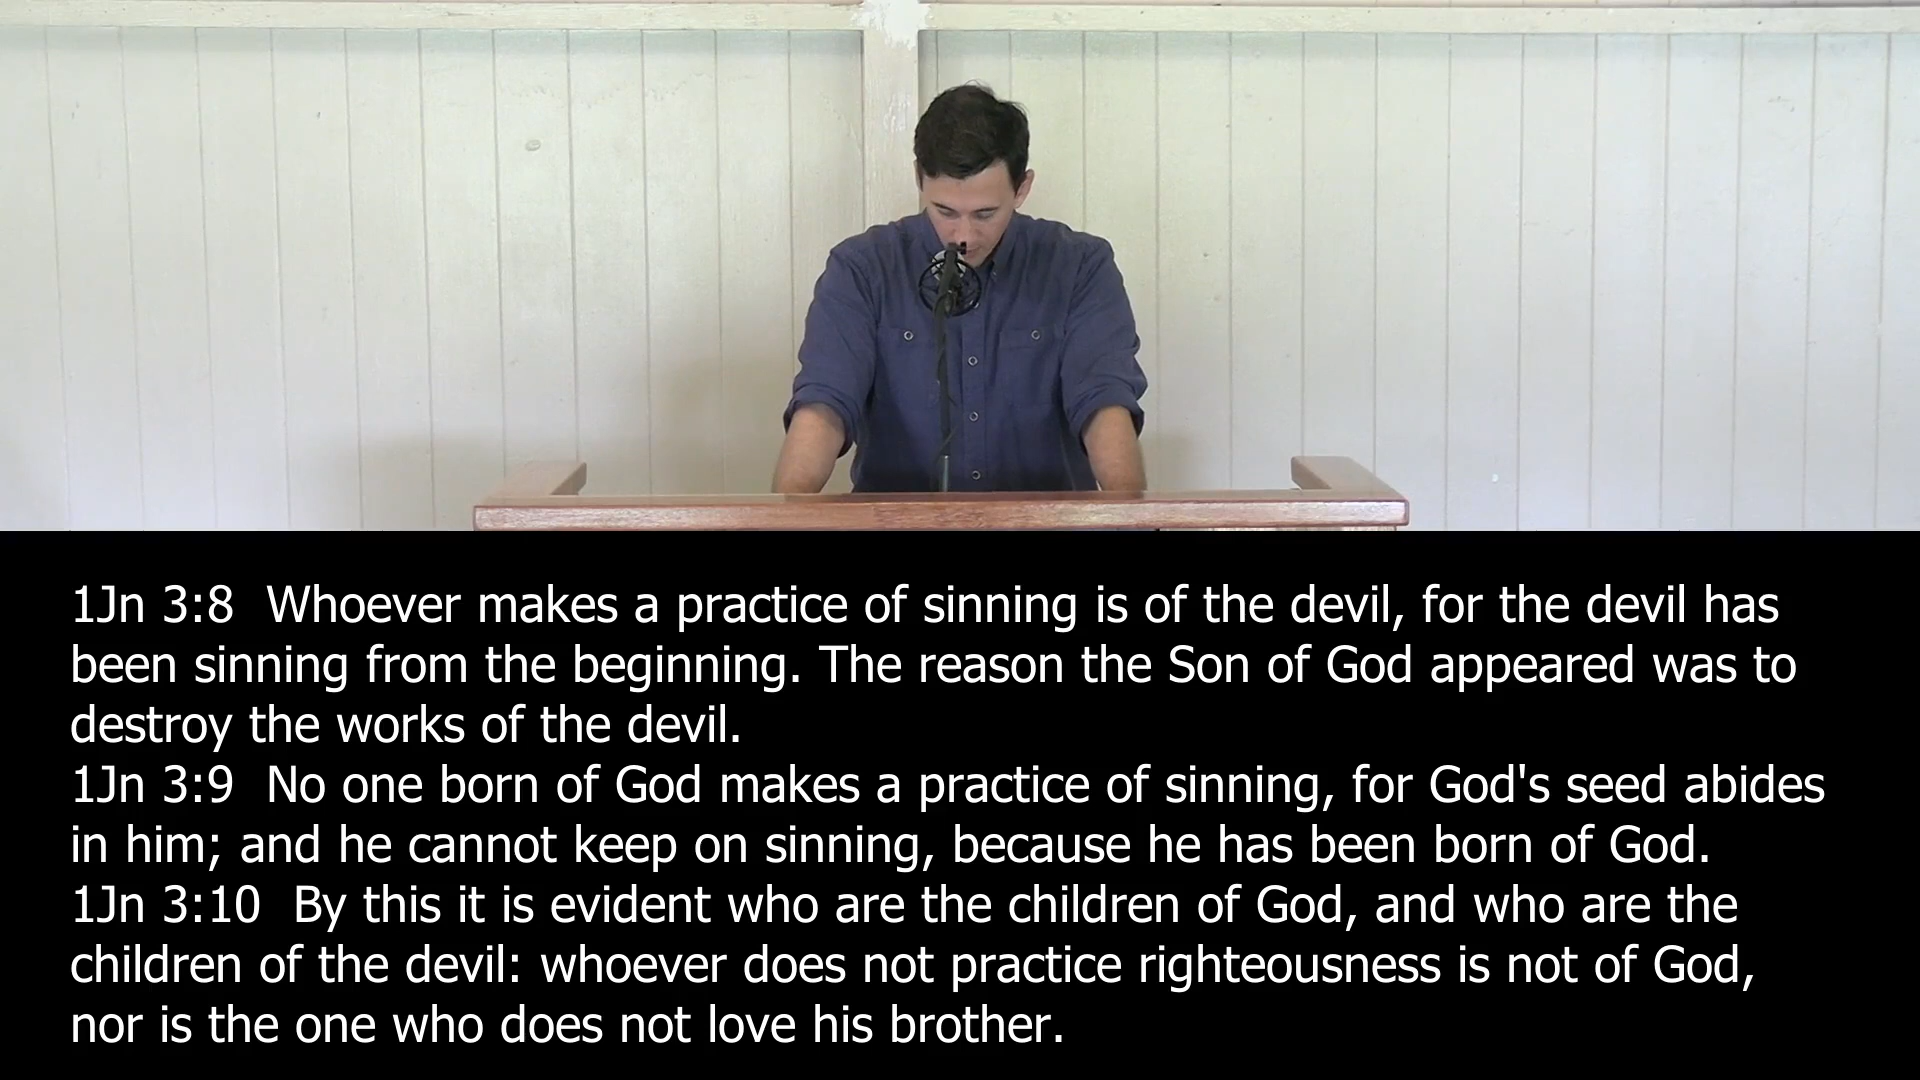 1Jn 3:8  Whoever makes a practice of sinning is of the devil, for the devil has
been sinning from the beginning. The reason the Son of God appeared was to
destroy the works of the devil.
1Jn 3:9  No one born of God makes a practice of sinning, for God's seed abides
in him; and he cannot keep on sinning, because he has been born of God.
1Jn 3:10  By this it is evident who are the children of God, and who are the
children of the devil: whoever does not practice righteousness is not of God,
nor is the one who does not love his brother.